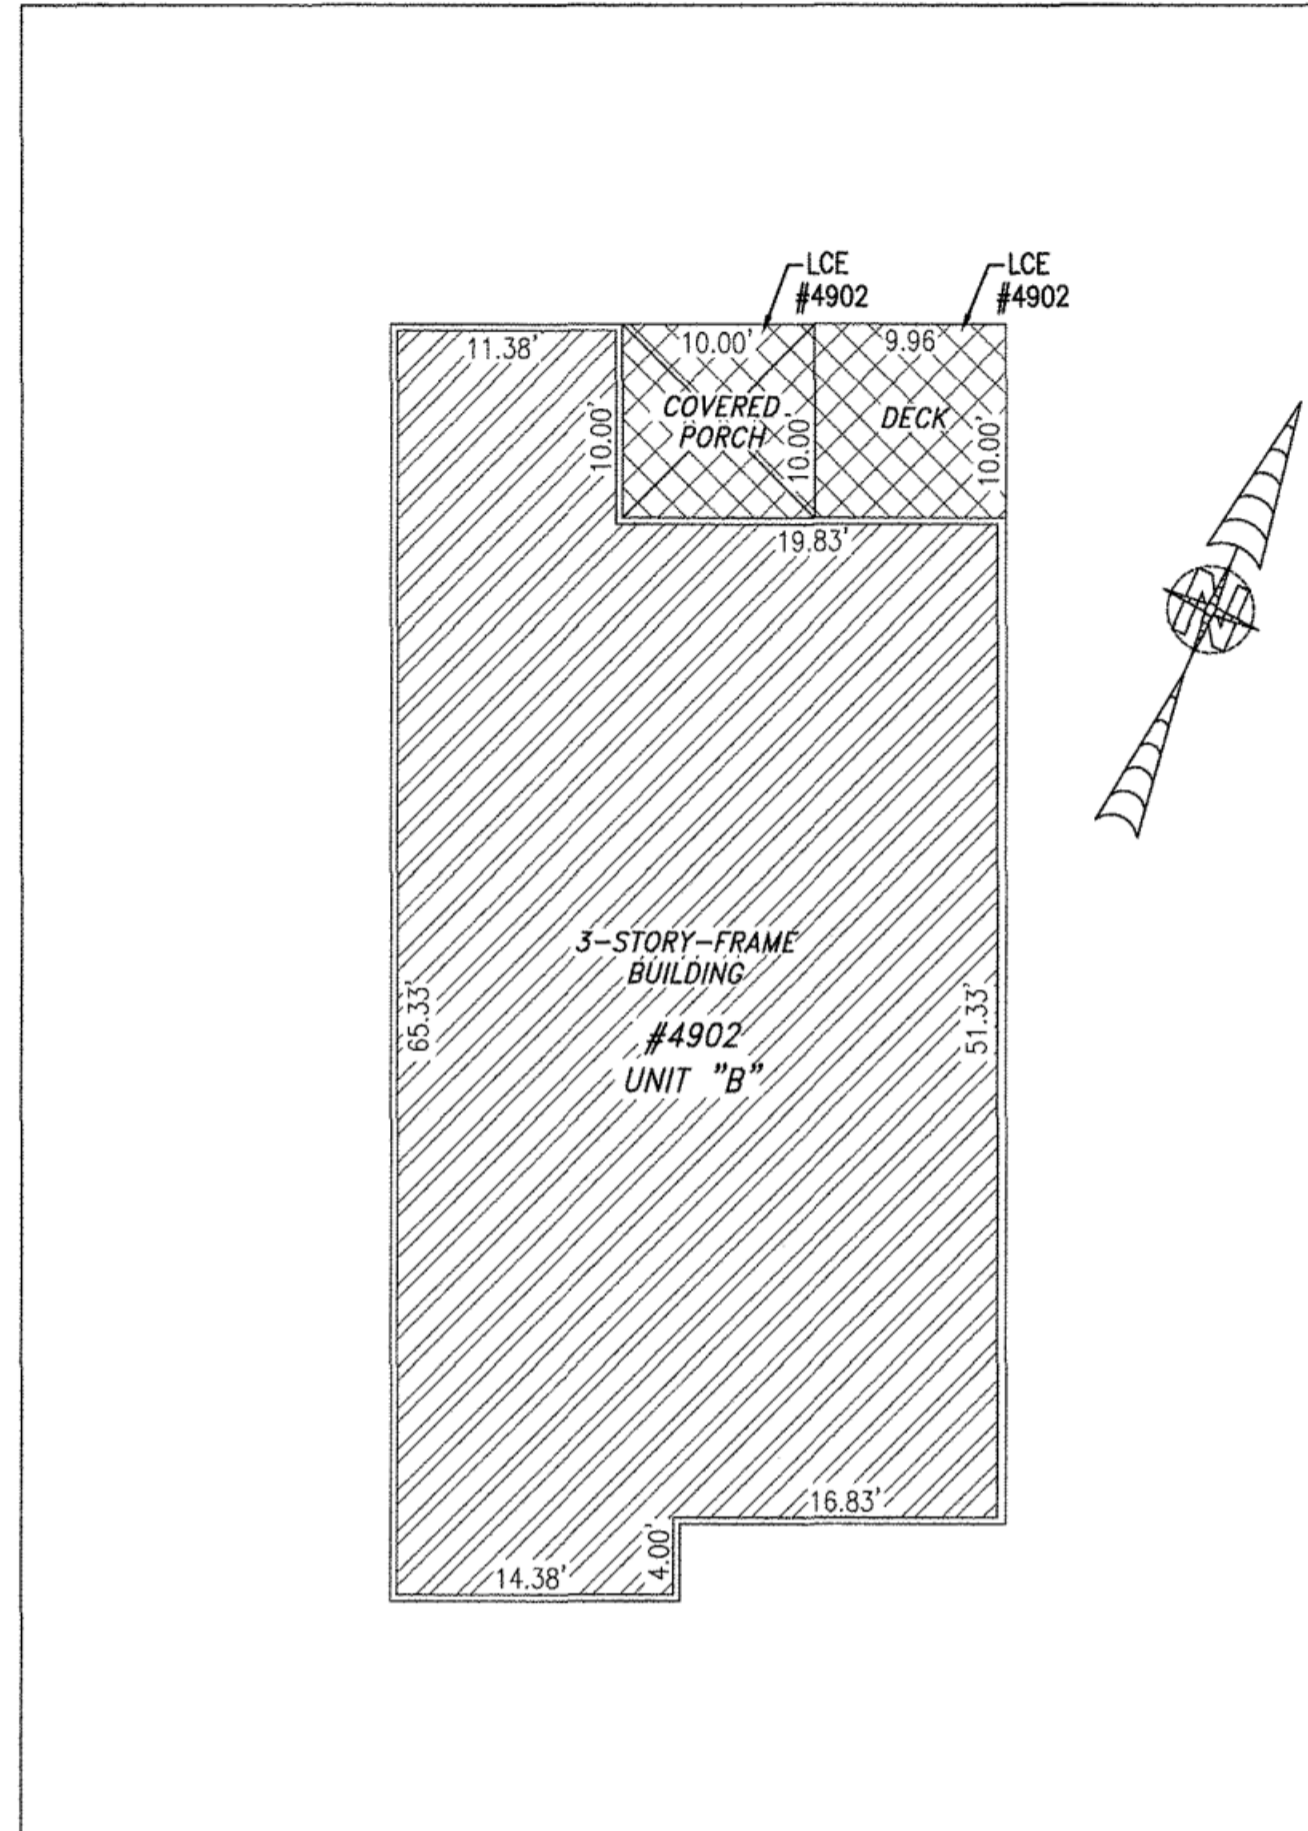 LCE
#4902
LCE
#4902
11.38'
10.00'
9.96
COVERED
PORCH
DECK
10.00'
10.00'
10.00'
19.83'
3-STORY-FRAME
BUILDING
#4902
UNIT "B"
65.33'
51.33'
16.83'
4.00'
14.38'
N